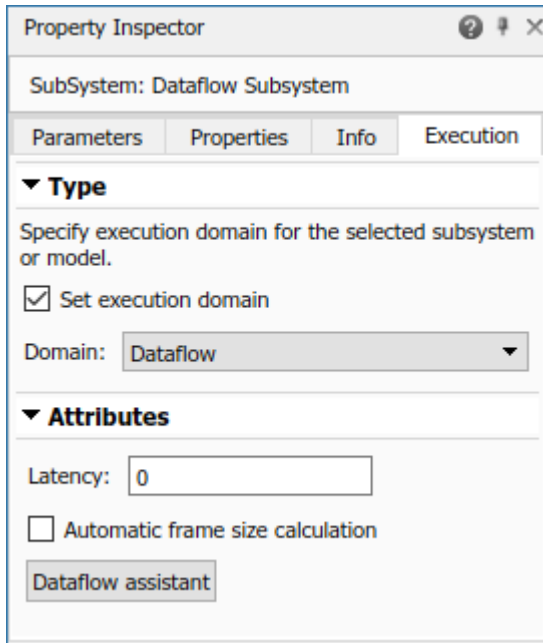 Property Inspector
SubSystem: Dataflow Subsystem
Parameters Properties Info Execution
Type
Specify execution domain for the selected subsystem
or model.
Set execution domain
Domain: Dataflow
Attributes
Latency: 0
Automatic frame size calculation
Dataflow assistant